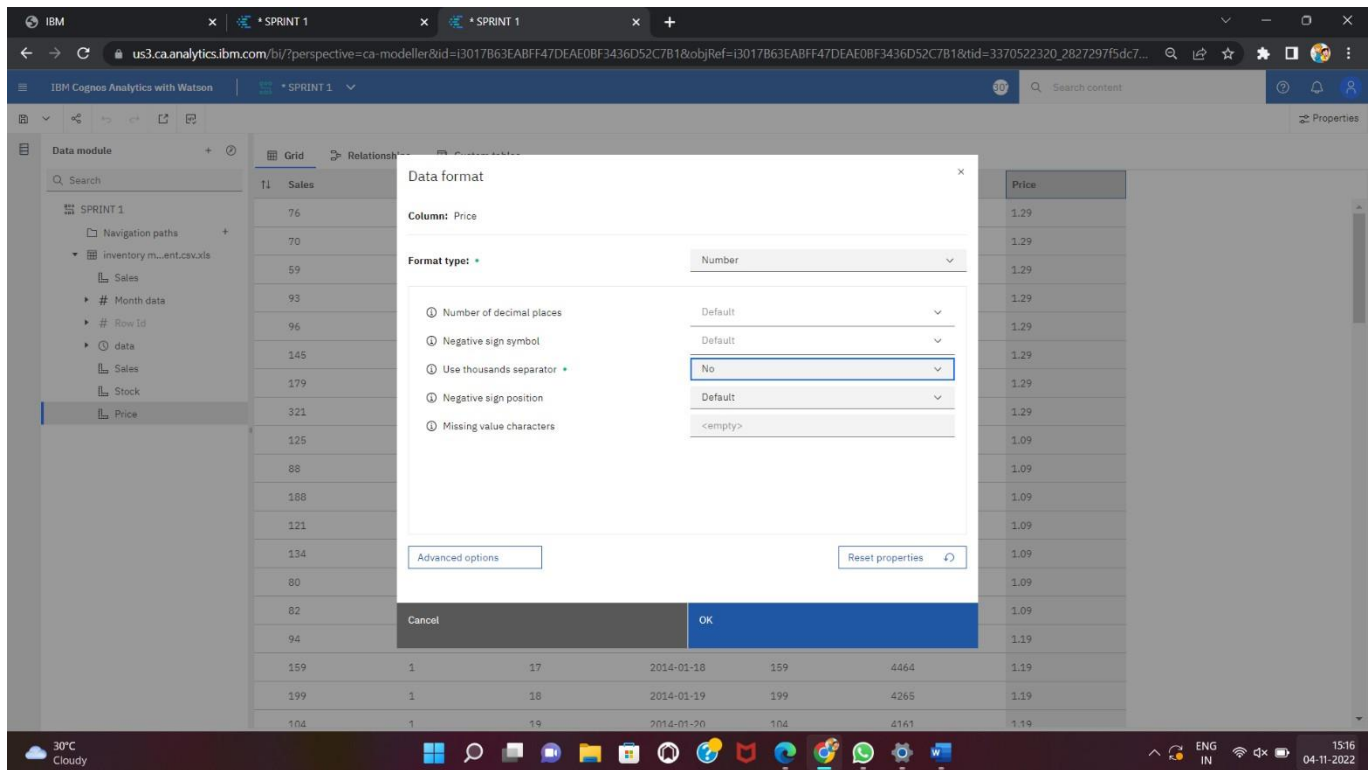 IBM * SPRINT 1 * SPRINT 1
us3.ca.analytics.ibm.com/bi/?perspective=ca-modeller&id=i3017B63EABFF47DEAE0BF3436D52C7B1&objRef=i3017B63EABFF47DEAE0BF3436D52C7B1&tid=3370522320_2827297f5dc7...
IBM Cognos Analytics with Watson * SPRINT 1 30 Search content
Properties
Data module
Grid Relationsh
Search
Sales Price
SPRINT 1
Navigation paths
inventory m...ent.csv.xls
Sales
Month data
Row Id
data
Sales
Stock
Price
Data format
Column: Price
Format type: Number
Number of decimal places Default
Negative sign symbol Default
Use thousands separator No
Negative sign position Default
Missing value characters <empty>
Advanced options Reset properties
Cancel OK
76 1.29
70 1.29
59 1.29
93 1.29
96 1.29
145 1.29
179 1.29
321 1.29
125 1.09
88 1.09
188 1.09
121 1.09
134 1.09
80 1.09
82 1.09
94 1.19
159 1 17 2014-01-18 159 4464 1.19
199 1 18 2014-01-19 199 4265 1.19
104 1 19 2014-01-20 104 4161 1.19
30°C
Cloudy
ENG
IN
15:16
04-11-2022